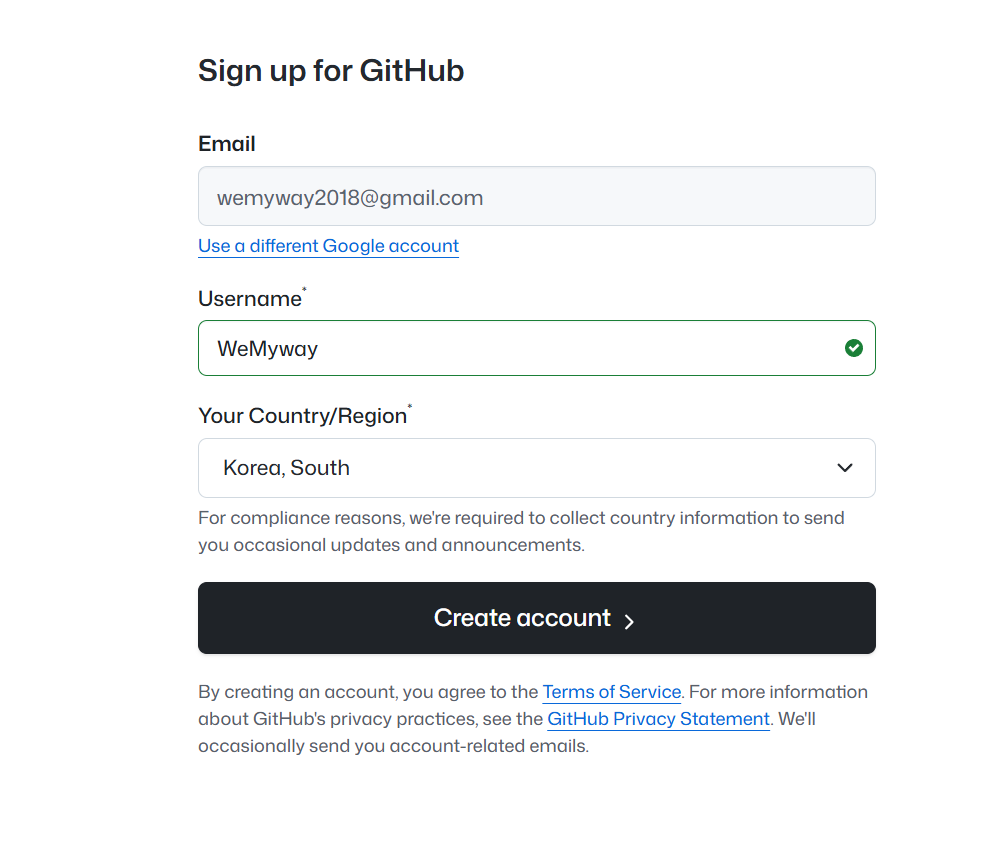 Sign up for GitHub
Email
wemyway2018@gmail.com
Use a different Google account
Username*
WeMyway
Your Country/Region*
Korea, South
For compliance reasons, we're required to collect country information to send
you occasional updates and announcements.
Create account
By creating an account, you agree to the Terms of Service. For more information
about GitHub's privacy practices, see the GitHub Privacy Statement. We'll
occasionally send you account-related emails.